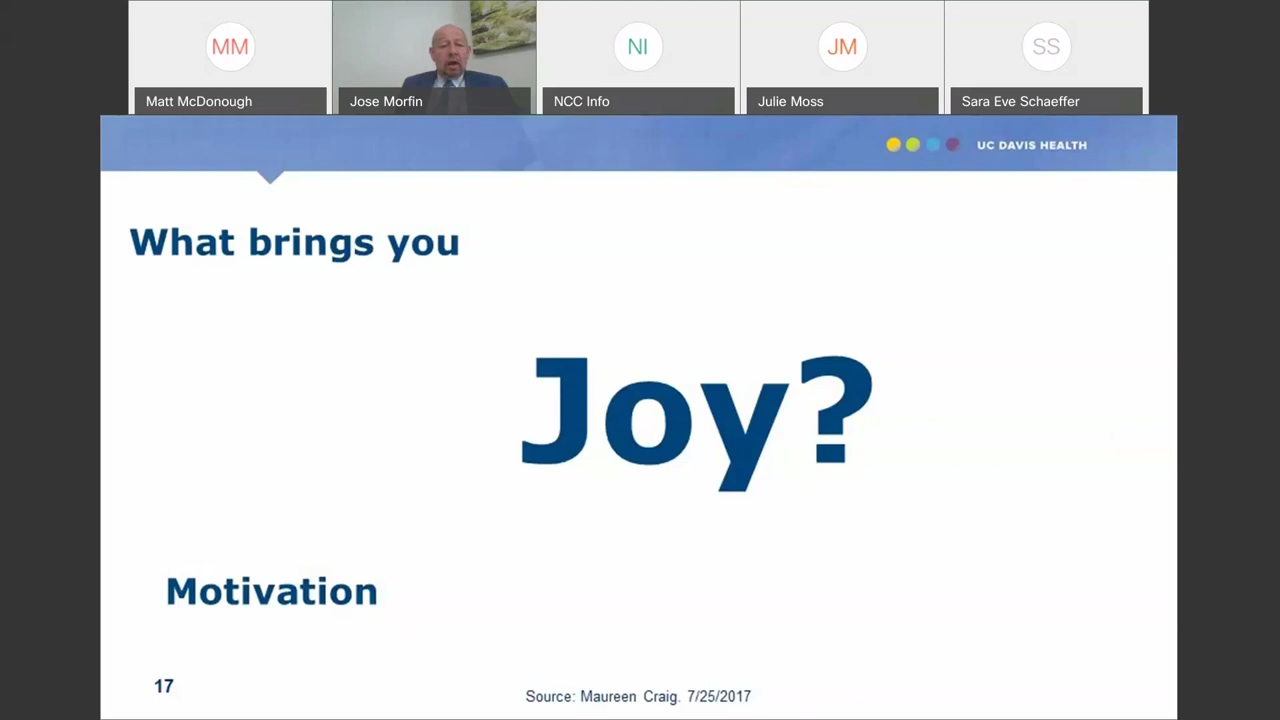 MM
NI
JM
SS
Matt McDonough
Jose Morfin
NCC Info
Julie Moss
Sara Eve Schaeffer
UC DAVIS HEALTH
What brings you
Joy?
Motivation
17
Source: Maureen Craig. 7/25/2017